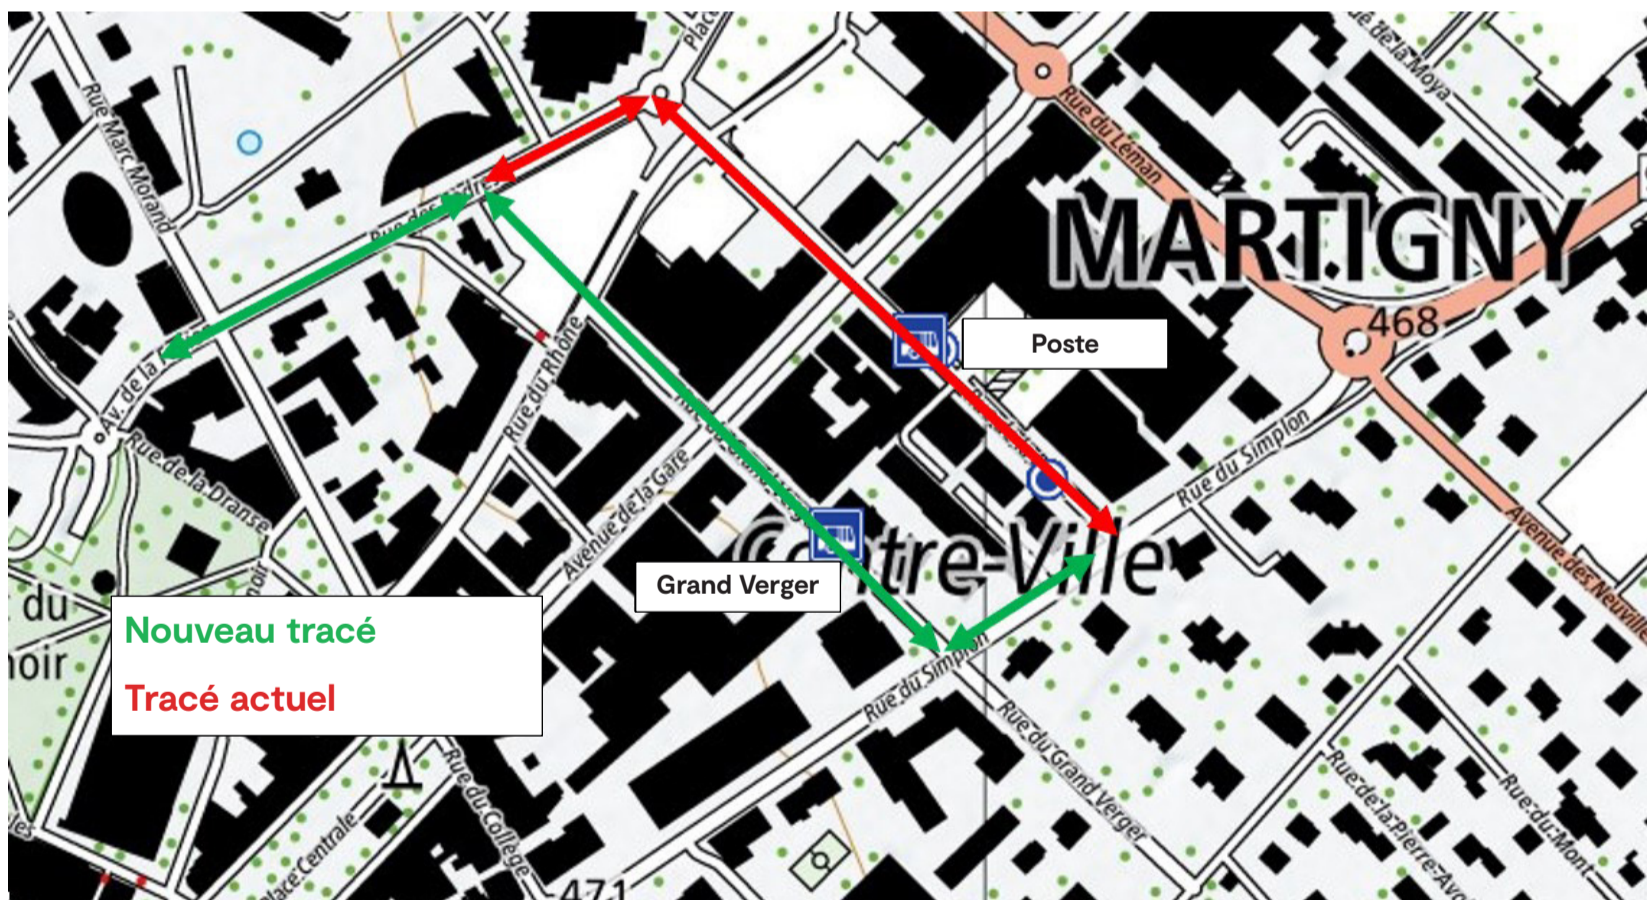 Rue de la Moya
Place
Rue Marc Morand
Rue du Léman
MARTIGNY
468
Poste
Av. de la
Rue du Rhône
Rue de la Dranse
Avenue de la Gare
Rue du Simplon
Centre-Ville
Avenue des Neuville
Grand Verger
du
noir
Nouveau tracé
Tracé actuel
Rue du Simplon
Rue du Grand Verger
Rue du Collège
Place Centrale
Rue de la Pierre-Avo
Rue du Mont
471